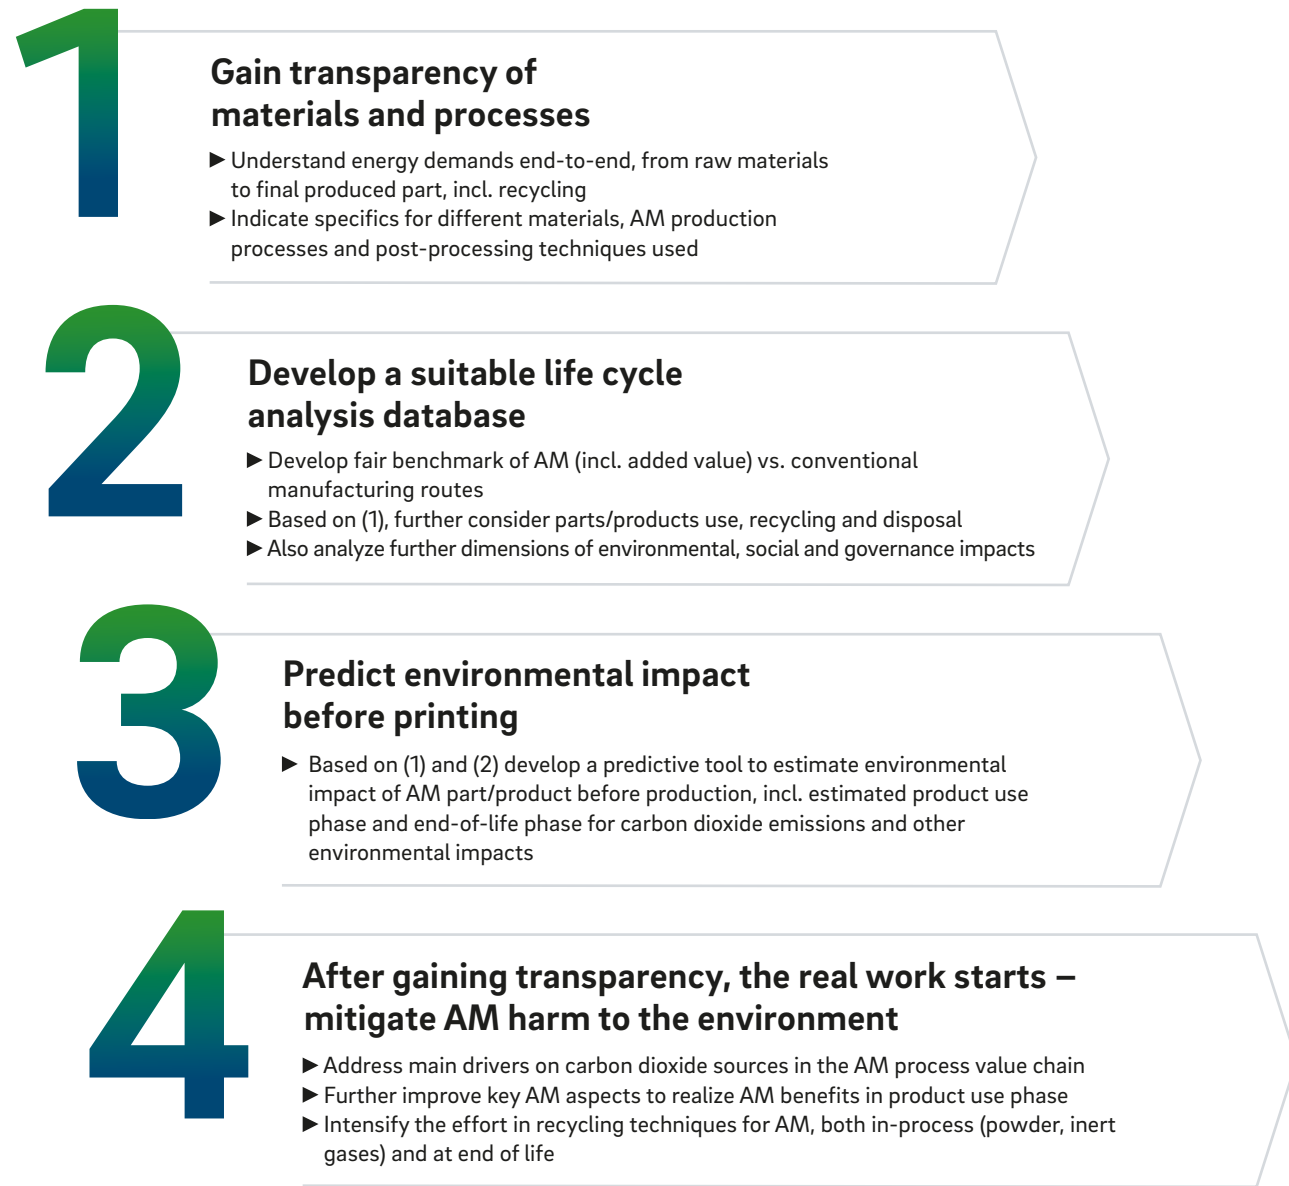 1
Gain transparency of
materials and processes
▶ Understand energy demands end-to-end, from raw materials
to final produced part, incl. recycling
▶ Indicate specifics for different materials, AM production
processes and post-processing techniques used
2
Develop a suitable life cycle
analysis database
▶ Develop fair benchmark of AM (incl. added value) vs. conventional
manufacturing routes
▶ Based on (1), further consider parts/products use, recycling and disposal
▶ Also analyze further dimensions of environmental, social and governance impacts
3
Predict environmental impact
before printing
▶ Based on (1) and (2) develop a predictive tool to estimate environmental
impact of AM part/product before production, incl. estimated product use
phase and end-of-life phase for carbon dioxide emissions and other
environmental impacts
4
After gaining transparency, the real work starts –
mitigate AM harm to the environment
▶ Address main drivers on carbon dioxide sources in the AM process value chain
▶ Further improve key AM aspects to realize AM benefits in product use phase
▶ Intensify the effort in recycling techniques for AM, both in-process (powder, inert
gases) and at end of life